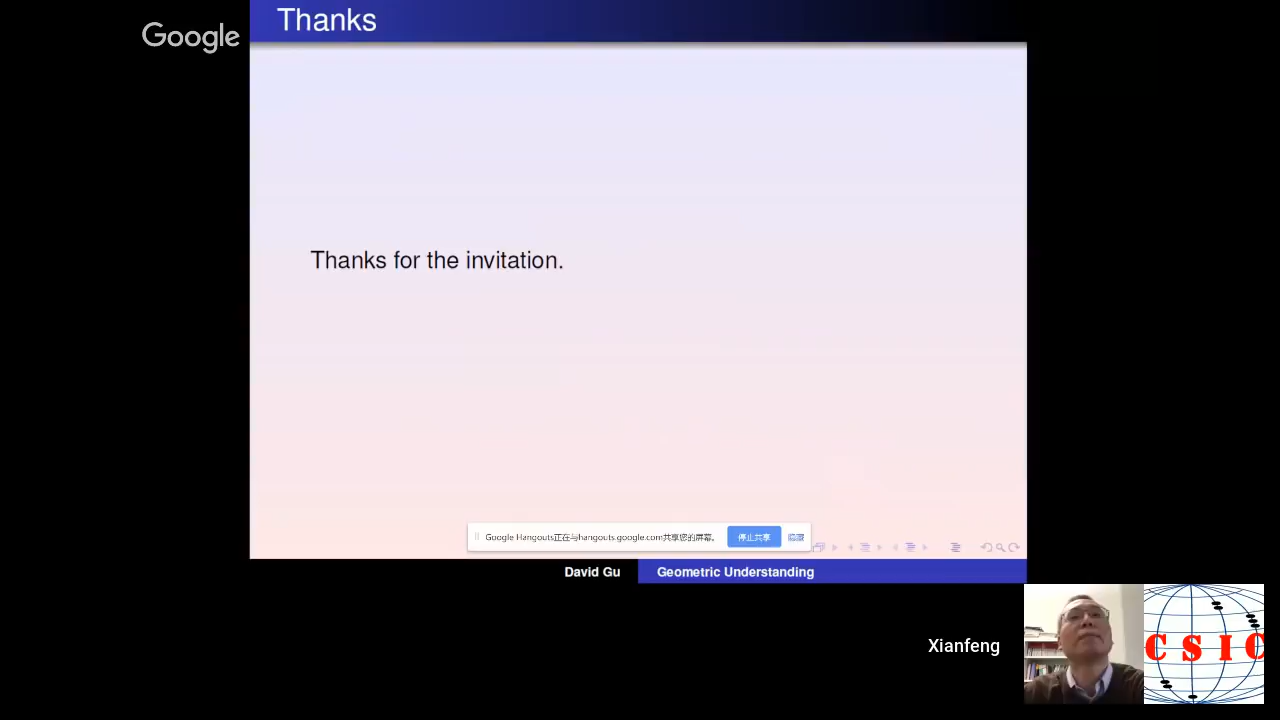 Google
Thanks
Thanks for the invitation.
Google Hangouts正在与hangouts.google.com共享您的屏幕。
停止共享
隐藏
David Gu
Geometric Understanding
Xianfeng
C S I C